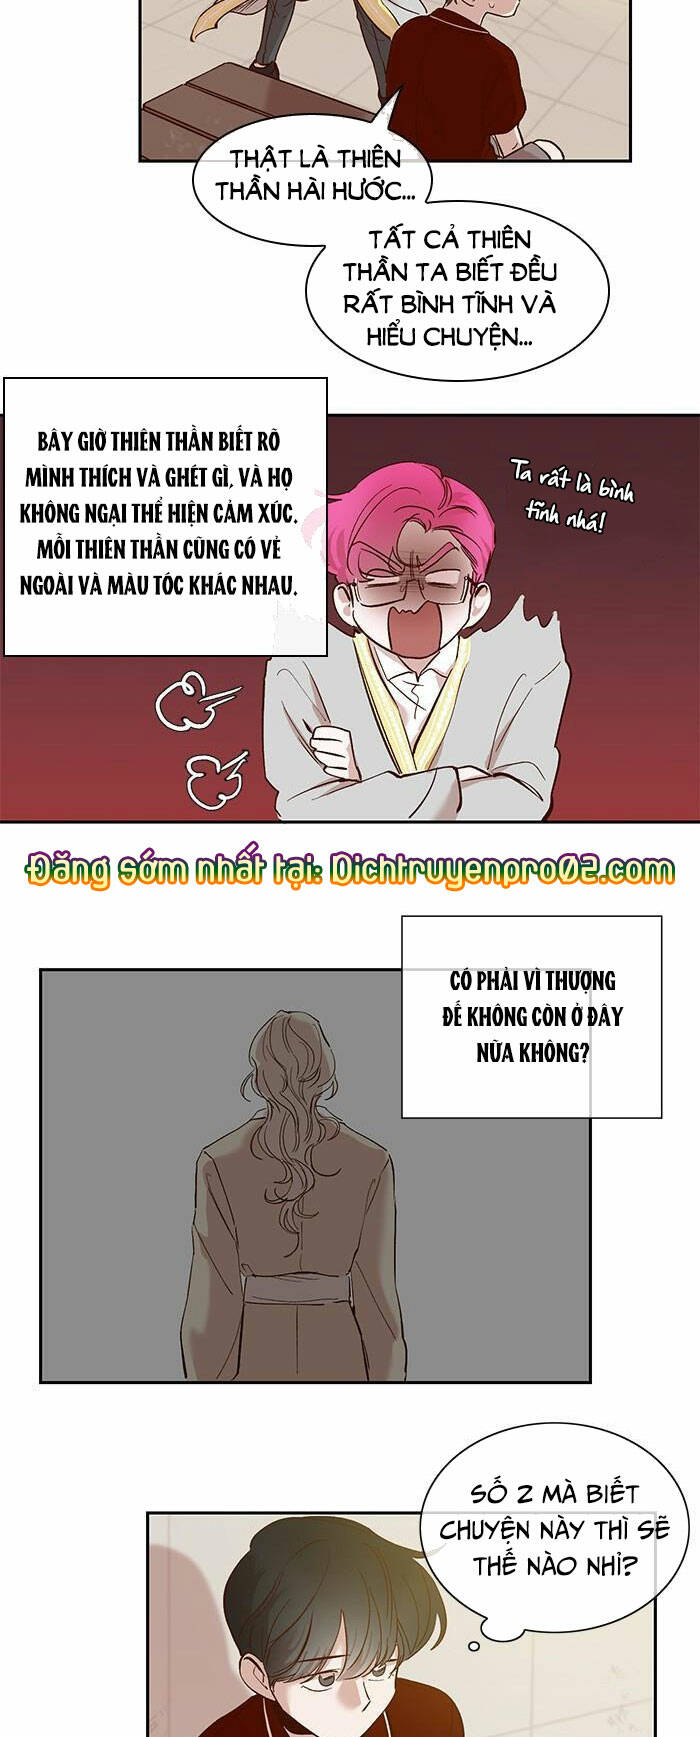 THẬT LÀ THIÊN
THẦN HÀI HƯỚC...
TẤT CẢ THIÊN
THẦN TA BIẾT ĐỀU
RẤT BÌNH TĨNH VÀ
HIỂU CHUYỆN...
BÂY GIỜ THIÊN THẦN BIẾT RÕ
MÌNH THÍCH VÀ GHÉT GÌ, VÀ HỌ
KHÔNG NGẠI THỂ HIỆN CẢM XÚC.
MỖI THIÊN THẦN CŨNG CÓ VẺ
NGOÀI VÀ MÀU TÓC KHÁC NHAU.
Ta rất là bình
tĩnh nhá!
Đăng sớm nhất tại: Dichtruyenpro02.com
CÓ PHẢI VÌ THƯỢNG
ĐẾ KHÔNG CÒN Ở ĐÂY
NỮA KHÔNG?
SỐ 2 MÀ BIẾT
CHUYỆN NÀY THÌ SẼ
THẾ NÀO NHỈ?